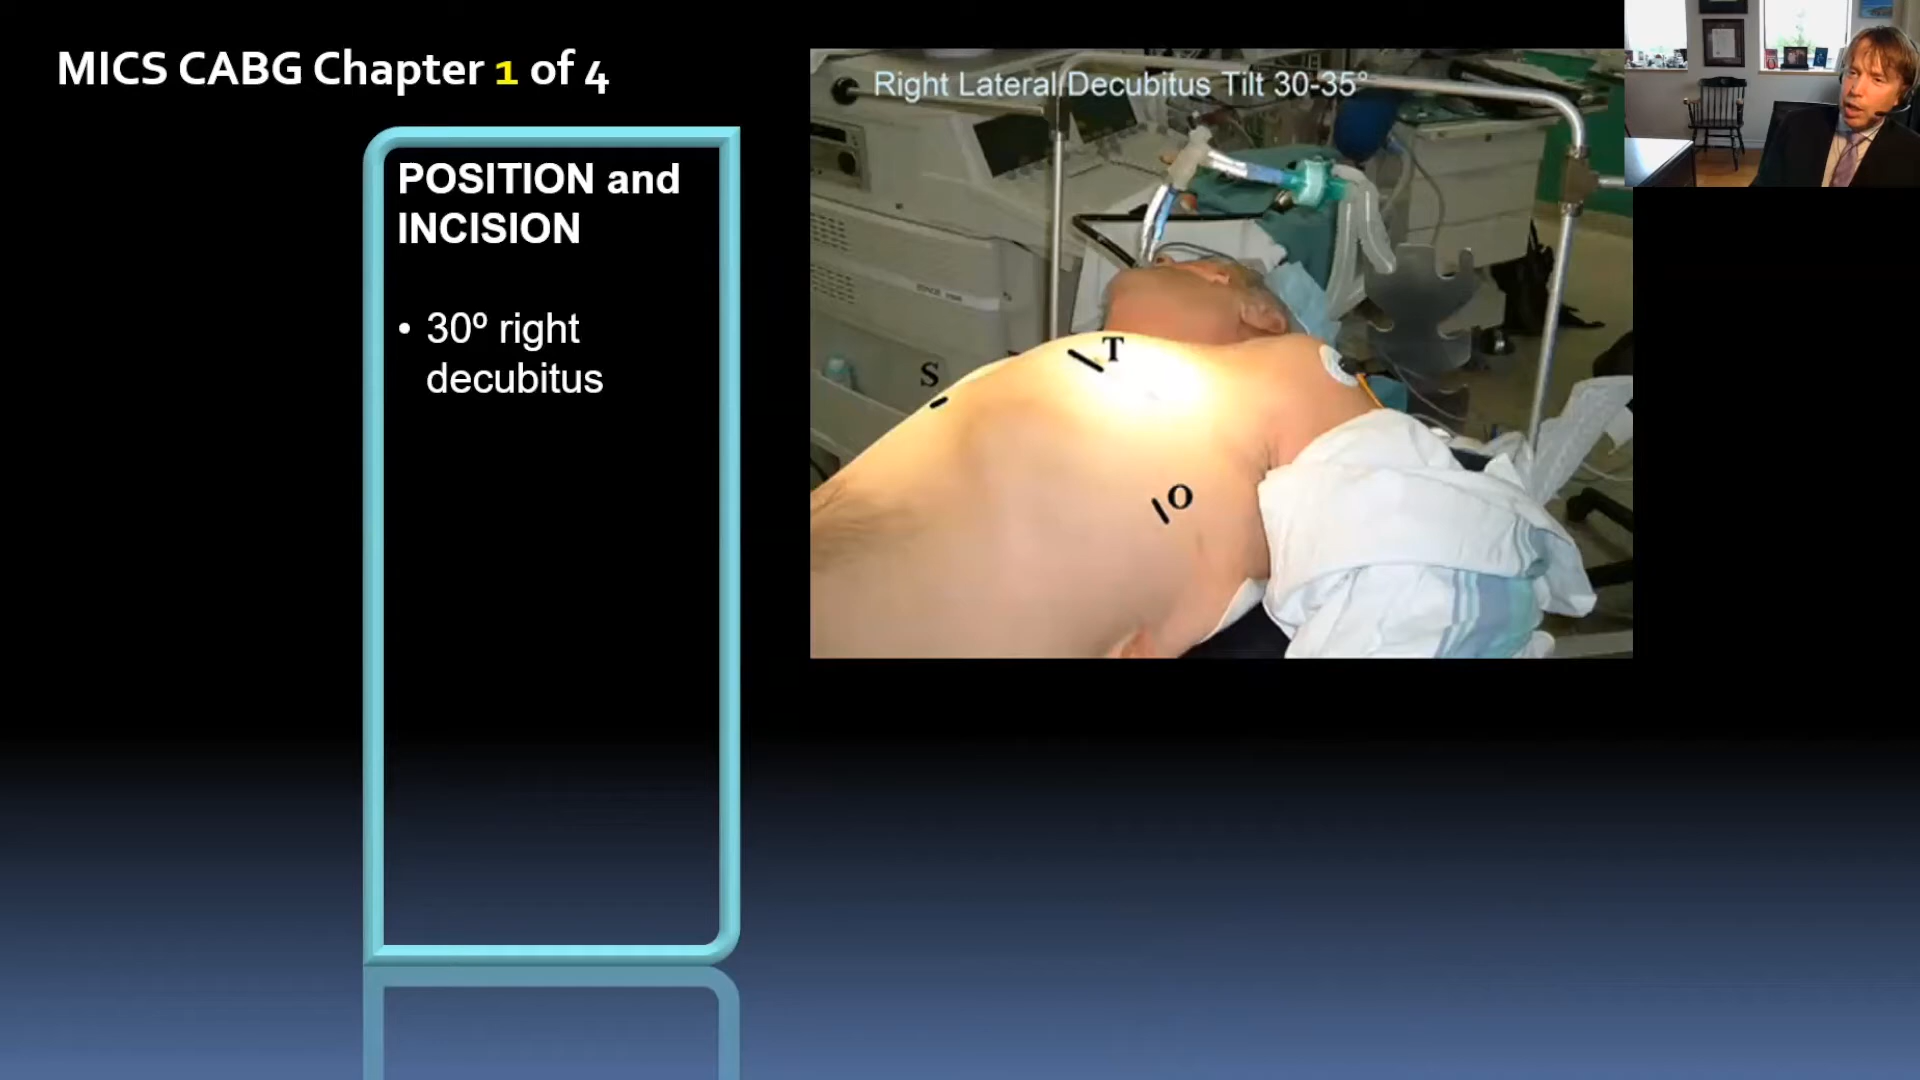 MICS CABG Chapter 1 of 4
POSITION and
INCISION
• 30º right
decubitus
Right Lateral Decubitus Tilt 30-35°
T
S
O